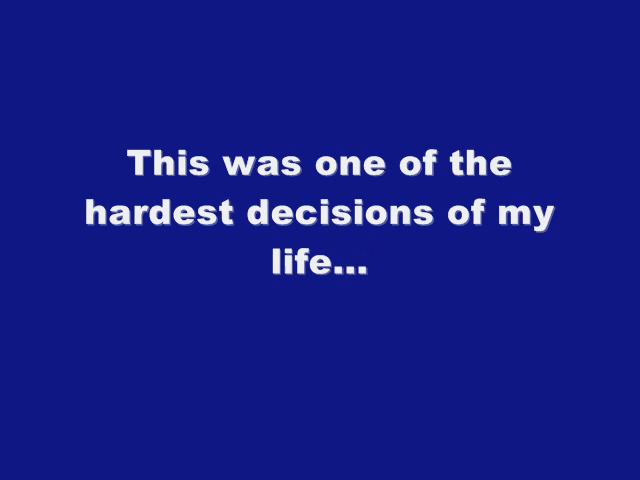 This was one of the
hardest decisions of my
life...